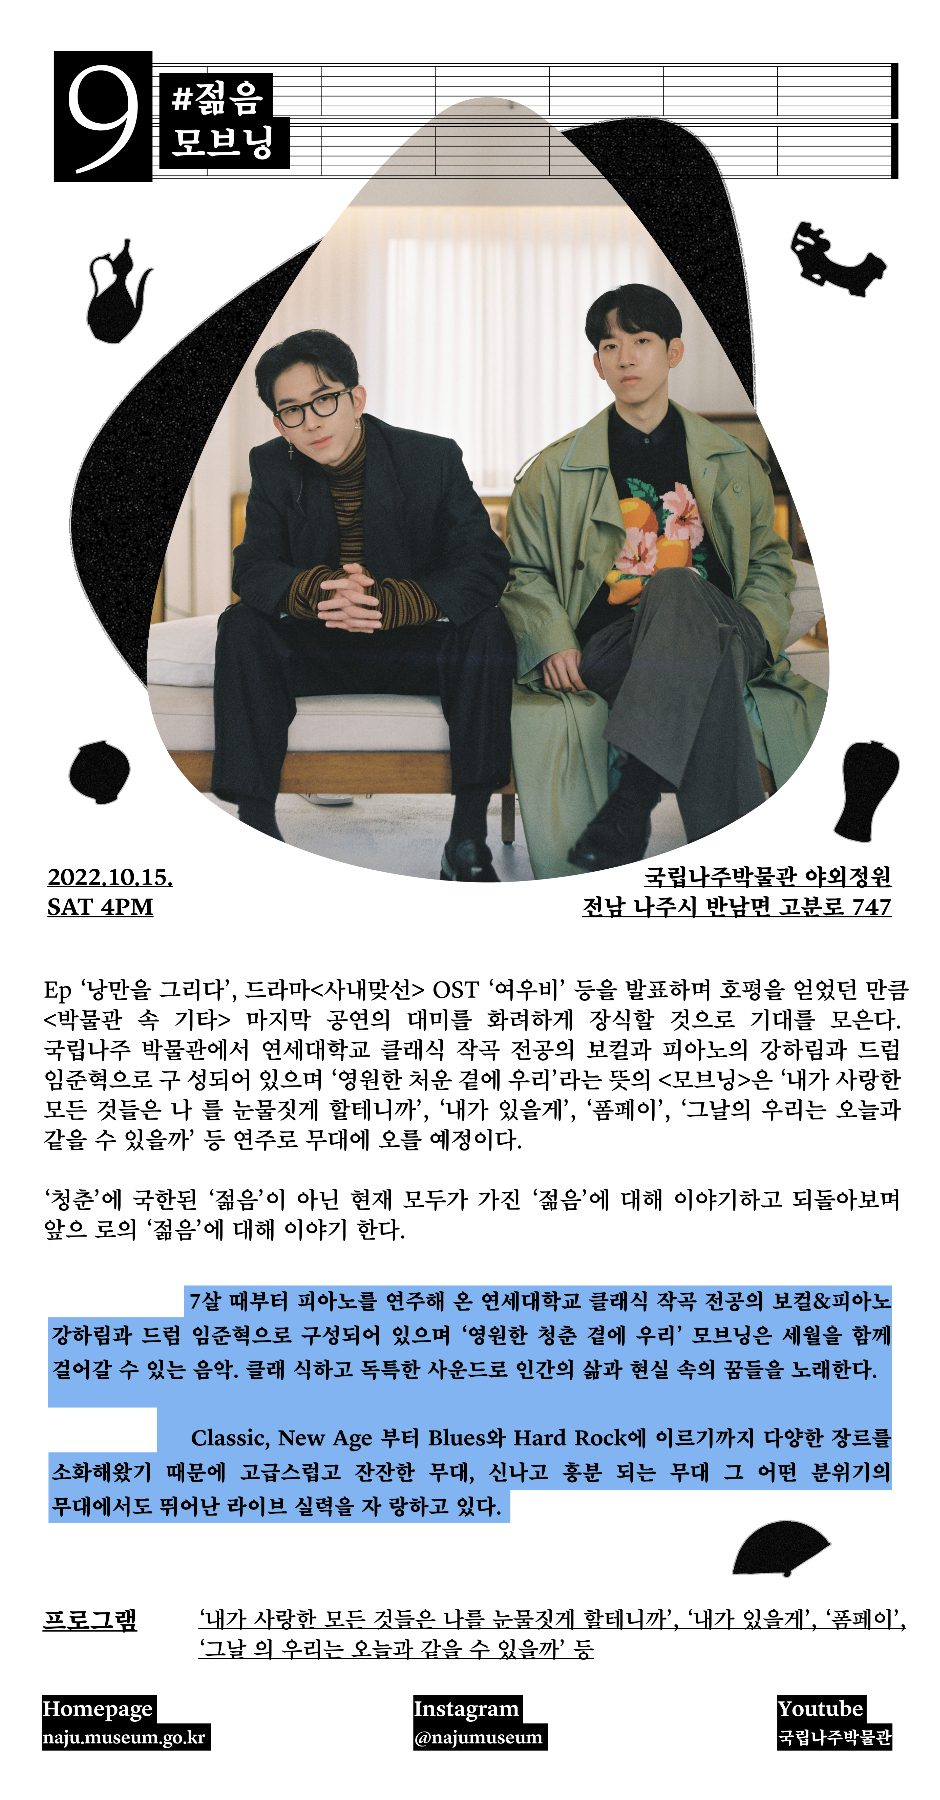 9
#젊음
모브닝
2022.10.15.
SAT 4PM
국립나주박물관 야외정원
전남 나주시 반남면 고분로 747
Ep ‘낭만을 그리다’, 드라마<사내맞선> OST ‘여우비’ 등을 발표하며 호평을 얻었던 만큼
<박물관 속 기타> 마지막 공연의 대미를 화려하게 장식할 것으로 기대를 모은다.
국립나주 박물관에서 연세대학교 클래식 작곡 전공의 보컬과 피아노의 강하림과 드럼
임준혁으로 구 성되어 있으며 ‘영원한 처운 곁에 우리’라는 뜻의 <모브닝>은 ‘내가 사랑한
모든 것들은 나 를 눈물짓게 할테니까’, ‘내가 있을게’, ‘폼페이’, ‘그날의 우리는 오늘과
같을 수 있을까’ 등 연주로 무대에 오를 예정이다.
‘청춘’에 국한된 ‘젊음’이 아닌 현재 모두가 가진 ‘젊음’에 대해 이야기하고 되돌아보며
앞으 로의 ‘젊음’에 대해 이야기 한다.
7살 때부터 피아노를 연주해 온 연세대학교 클래식 작곡 전공의 보컬&피아노
강하림과 드럼 임준혁으로 구성되어 있으며 ‘영원한 청춘 곁에 우리’ 모브닝은 세월을 함께
걸어갈 수 있는 음악. 클래 식하고 독특한 사운드로 인간의 삶과 현실 속의 꿈들을 노래한다.
Classic, New Age 부터 Blues와 Hard Rock에 이르기까지 다양한 장르를
소화해왔기 때문에 고급스럽고 잔잔한 무대, 신나고 흥분 되는 무대 그 어떤 분위기의
무대에서도 뛰어난 라이브 실력을 자 랑하고 있다.
프로그램
‘내가 사랑한 모든 것들은 나를 눈물짓게 할테니까’, ‘내가 있을게’, ‘폼페이’,
‘그날 의 우리는 오늘과 같을 수 있을까’ 등
Homepage
naju.museum.go.kr
Instagram
@najumuseum
Youtube
국립나주박물관